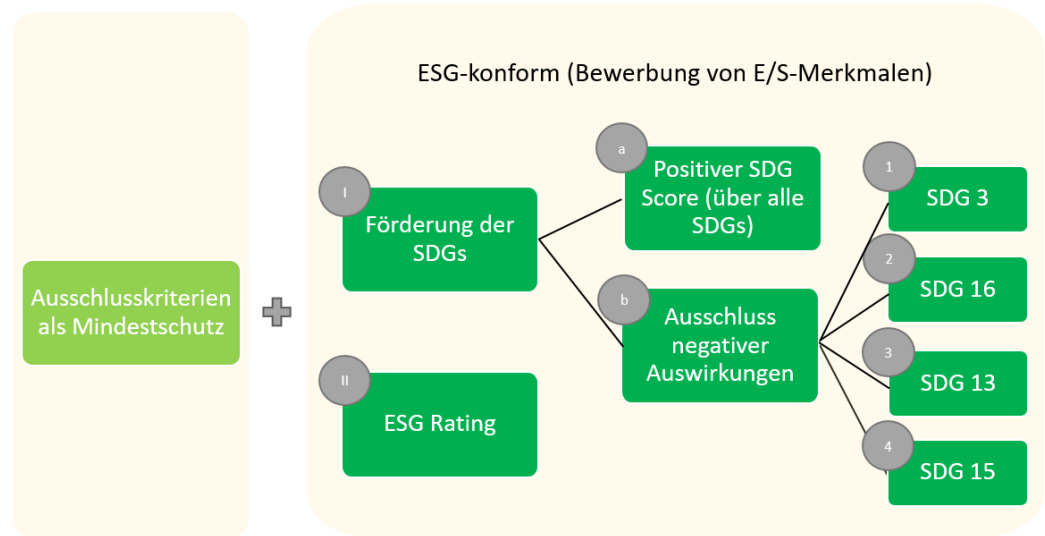 ESG-konform (Bewerbung von E/S-Merkmalen)
Ausschlusskriterien
als Mindestschutz
I
Förderung der
SDGs
II
ESG Rating
a
Positiver SDG
Score (über alle
SDGs)
b
Ausschluss
negativer
Auswirkungen
1
SDG 3
2
SDG 16
3
SDG 13
4
SDG 15